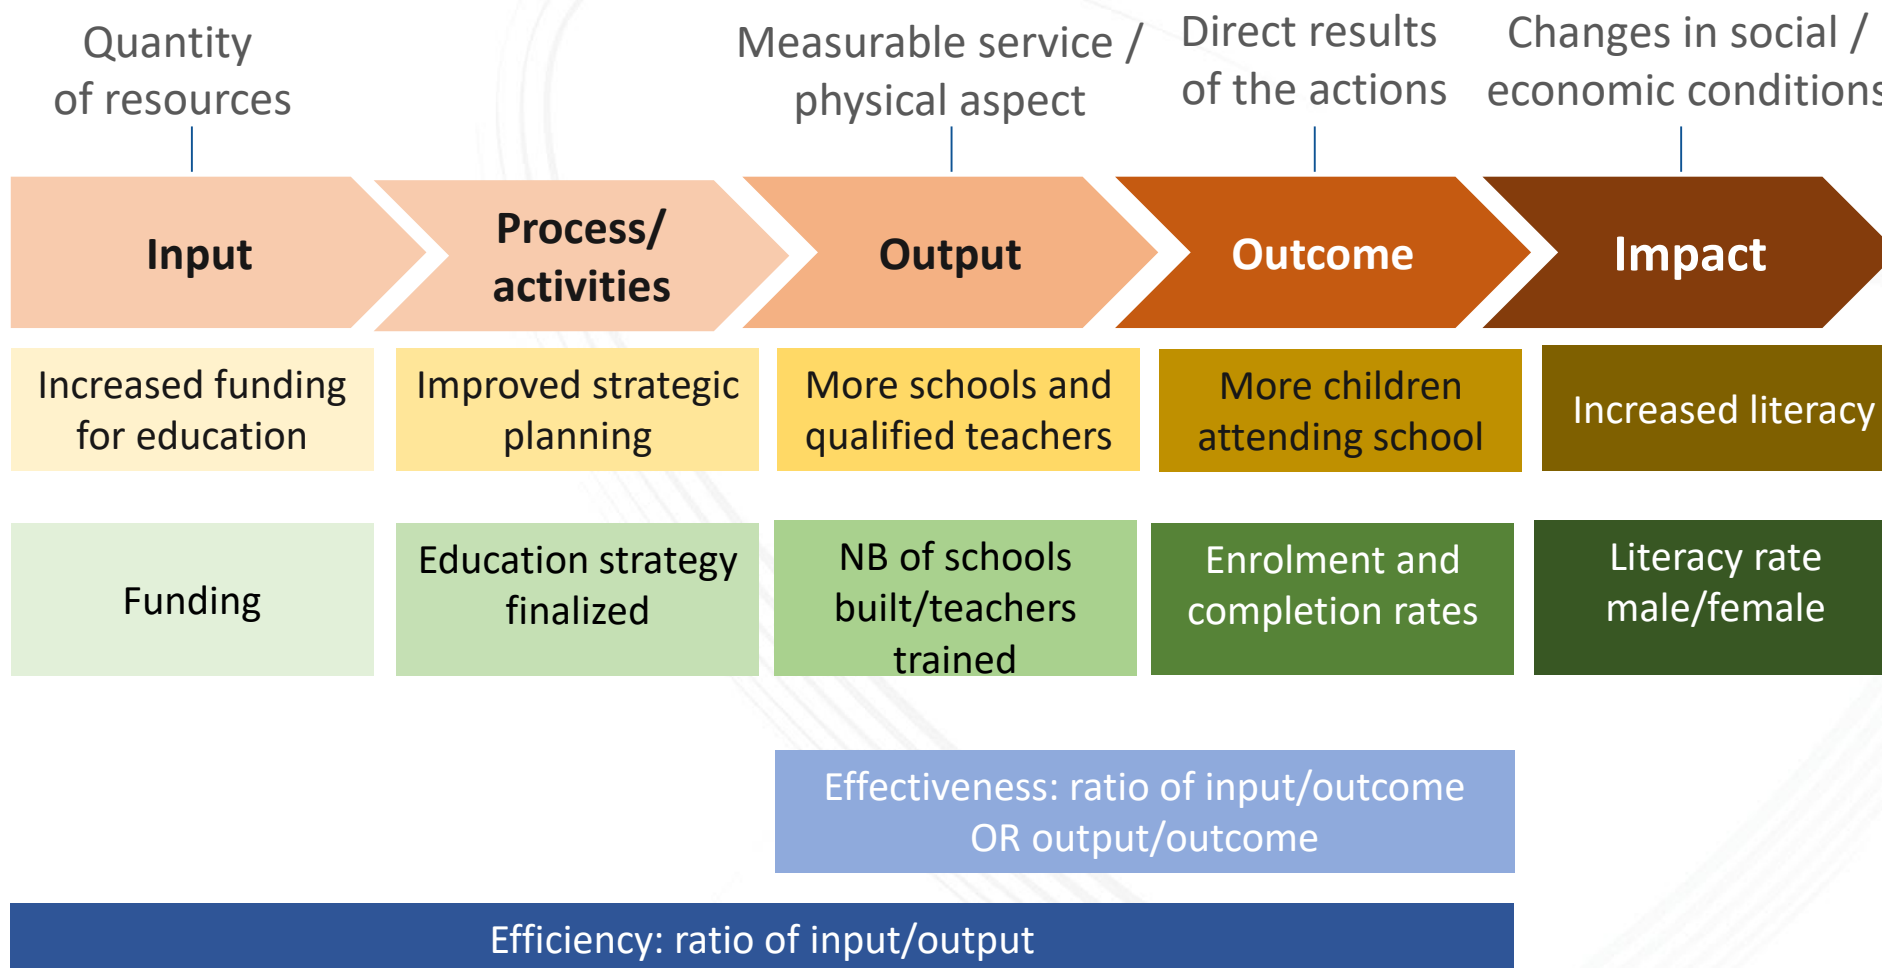 Quantity
of resources
Measurable service /
physical aspect
Direct results
of the actions
Changes in social /
economic conditions
Input
Process/
activities
Output
Outcome
Impact
Increased funding
for education
Improved strategic
planning
More schools and
qualified teachers
More children
attending school
Increased literacy
Funding
Education strategy
finalized
NB of schools
built/teachers
trained
Enrolment and
completion rates
Literacy rate
male/female
Effectiveness: ratio of input/outcome
OR output/outcome
Efficiency: ratio of input/output